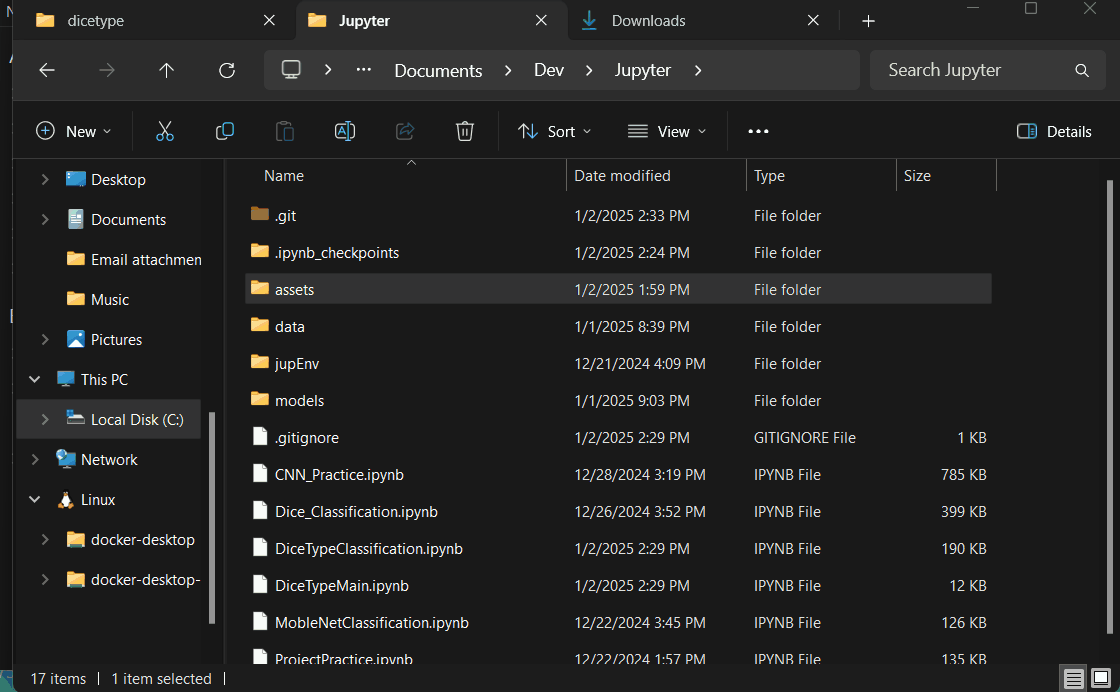 dicetype
Jupyter
Downloads
Documents
Dev
Jupyter
Search Jupyter
New
Sort
View
Details
Name Date modified Type Size
Desktop
Documents
Email attachmen
Music
Pictures
This PC
Local Disk (C:)
Network
Linux
docker-desktop
docker-desktop-
.git 1/2/2025 2:33 PM File folder
.ipynb_checkpoints 1/2/2025 2:24 PM File folder
assets 1/2/2025 1:59 PM File folder
data 1/1/2025 8:39 PM File folder
jupEnv 12/21/2024 4:09 PM File folder
models 1/1/2025 9:03 PM File folder
.gitignore 1/2/2025 2:29 PM GITIGNORE File 1 KB
CNN_Practice.ipynb 12/28/2024 3:19 PM IPYNB File 785 KB
Dice_Classification.ipynb 12/26/2024 3:52 PM IPYNB File 399 KB
DiceTypeClassification.ipynb 1/2/2025 2:29 PM IPYNB File 190 KB
DiceTypeMain.ipynb 1/2/2025 2:29 PM IPYNB File 12 KB
MobleNetClassification.ipynb 12/22/2024 3:45 PM IPYNB File 126 KB
ProjectPractice.ipynb 12/22/2024 1:57 PM IPYNB File 135 KB
17 items | 1 item selected |